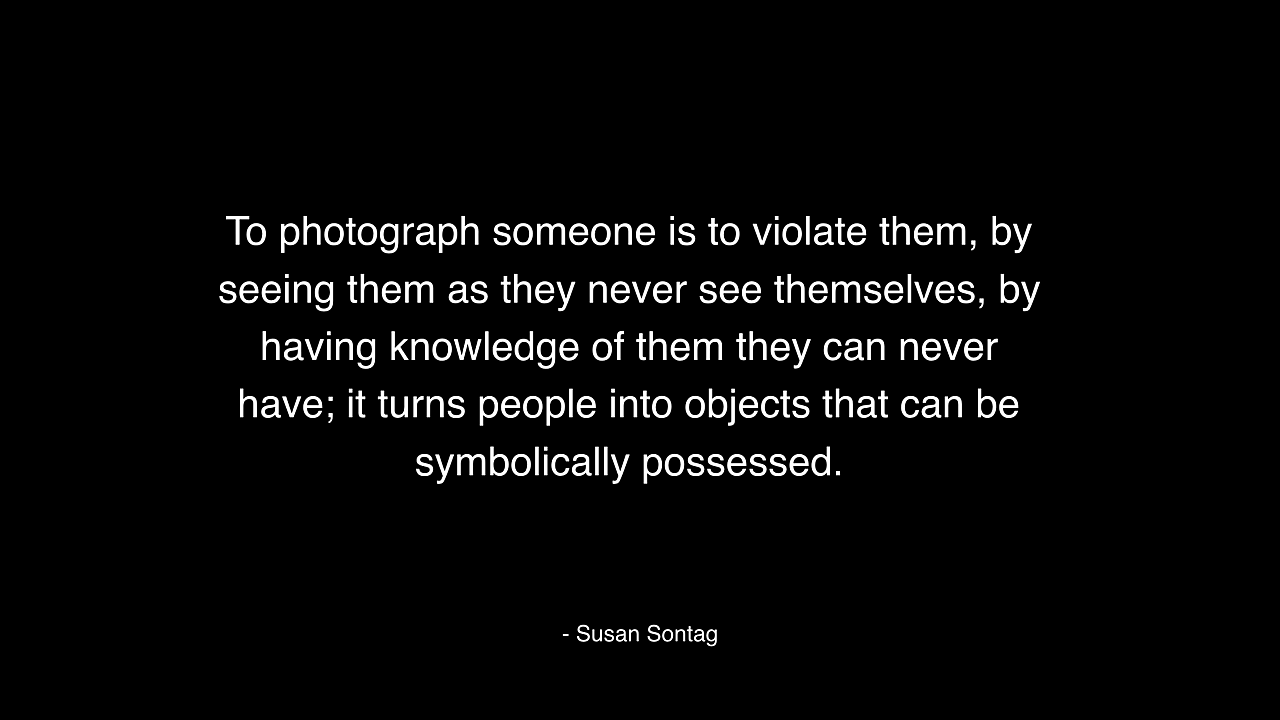 To photograph someone is to violate them, by
seeing them as they never see themselves, by
having knowledge of them they can never
have; it turns people into objects that can be
symbolically possessed.
- Susan Sontag